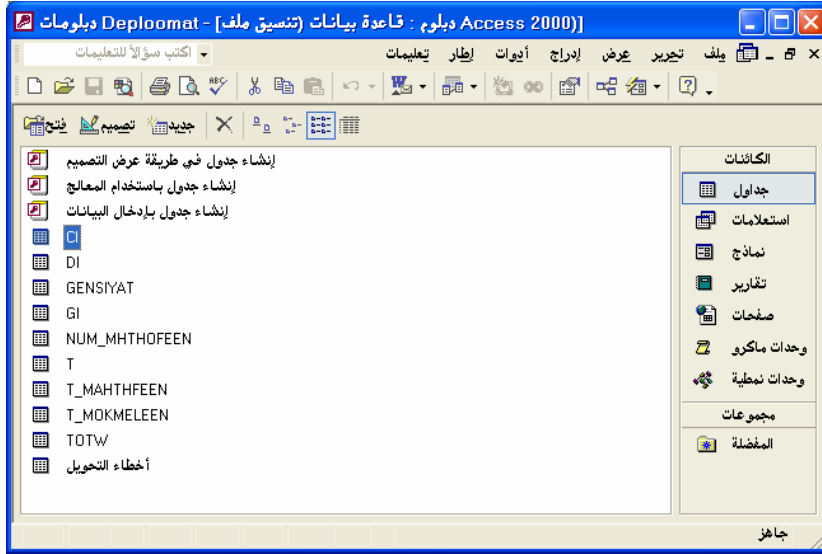 دبلومات Deploomat - [دبلوم : قاعدة بيانات (تنسيق ملف Access 2000)]
ملف تحرير عرض إدراج أدوات إطار تعليمات اكتب سؤالاً للتعليمات
فتح تصميم جديد
الكائنات
جداول
استعلامات
نماذج
تقارير
صفحات
وحدات ماكرو
وحدات نمطية
مجموعات
المفضلة
إنشاء جدول في طريقة عرض التصميم
إنشاء جدول باستخدام المعالج
إنشاء جدول بإدخال البيانات
CI
DI
GENSIYAT
GI
NUM_MHTHOFEEN
T
T_MAHTHFEEN
T_MOKMELEEN
TOTW
أخطاء التحويل
جاهز